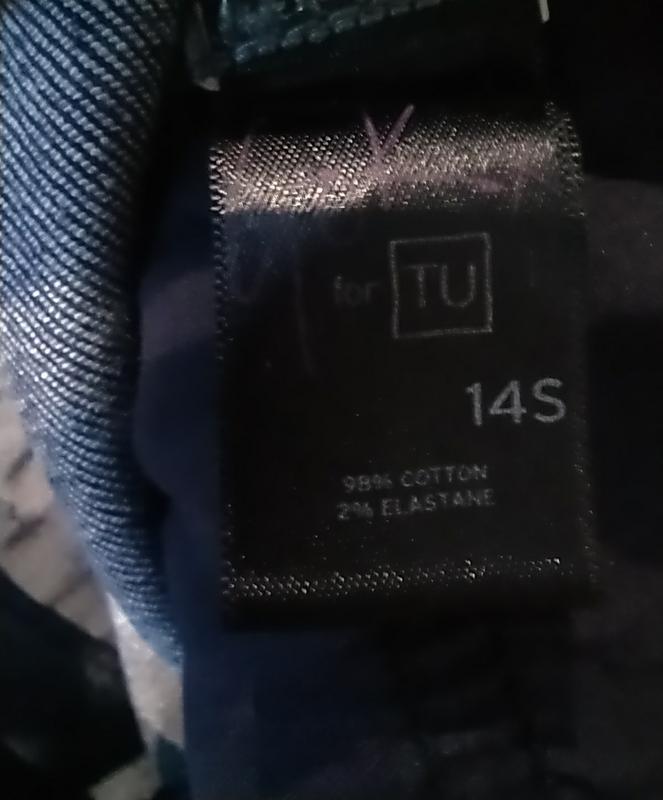 for TU
14S
98% COTTON
2% ELASTANE